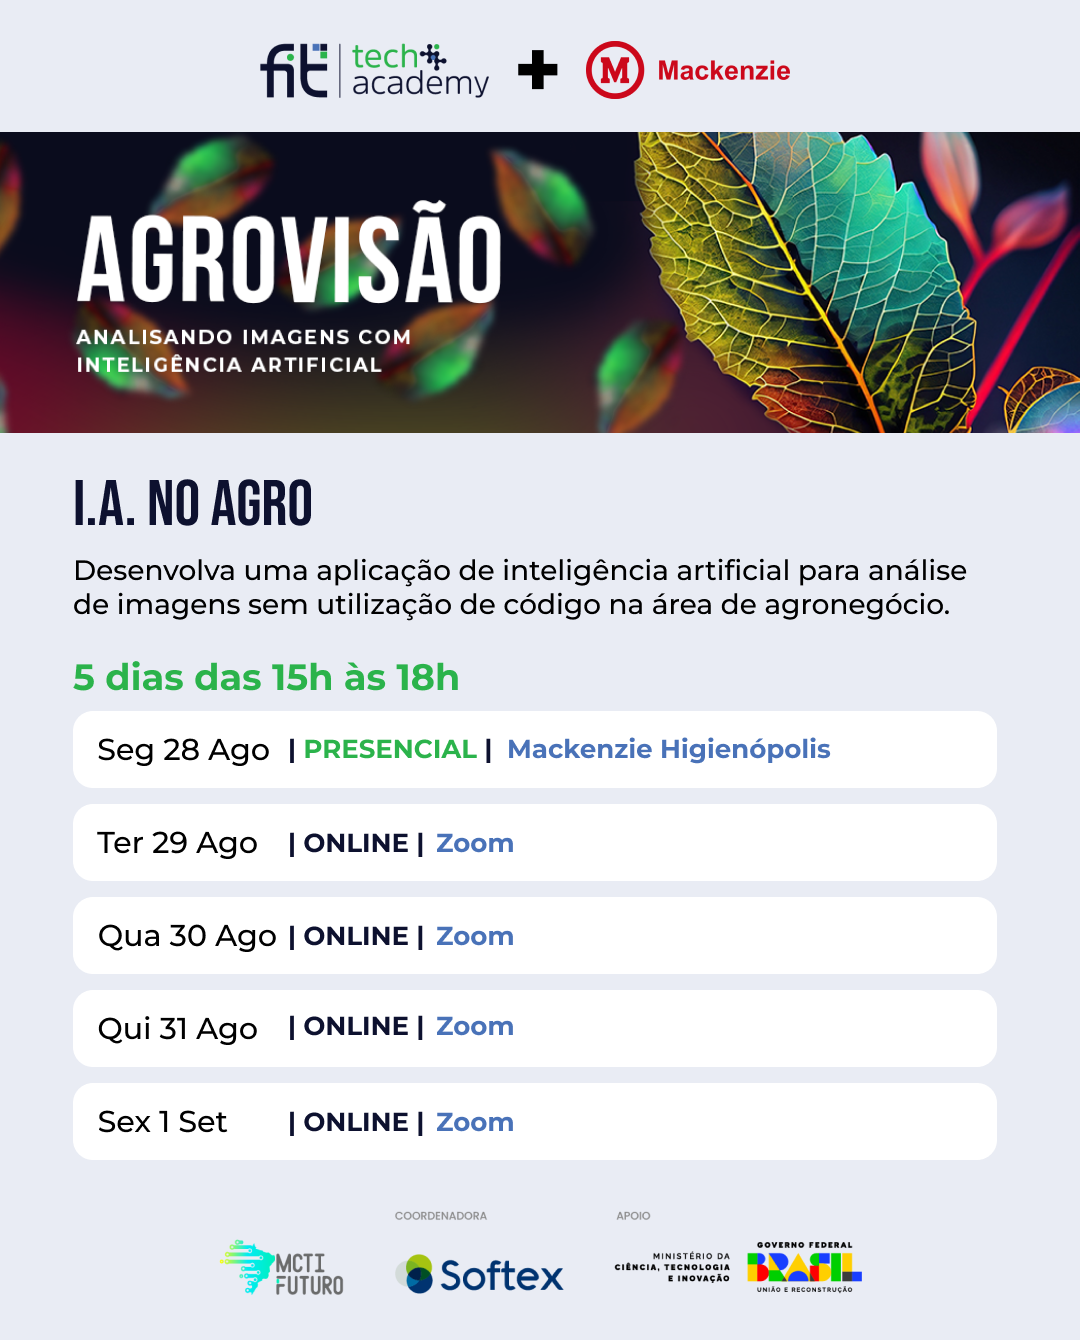 fit tech academy + M Mackenzie
AGROVISÃO
ANALISANDO IMAGENS COM
INTELIGÊNCIA ARTIFICIAL
I.A. NO AGRO
Desenvolva uma aplicação de inteligência artificial para análise
de imagens sem utilização de código na área de agronegócio.
5 dias das 15h às 18h
Seg 28 Ago | PRESENCIAL | Mackenzie Higienópolis
Ter 29 Ago | ONLINE | Zoom
Qua 30 Ago | ONLINE | Zoom
Qui 31 Ago | ONLINE | Zoom
Sex 1 Set | ONLINE | Zoom
COORDENADORA
APOIO
MCTI
FUTURO
Softex
MINISTÉRIO DA
CIÊNCIA, TECNOLOGIA
E INOVAÇÃO
GOVERNO FEDERAL
BRASIL
UNIÃO E RECONSTRUÇÃO